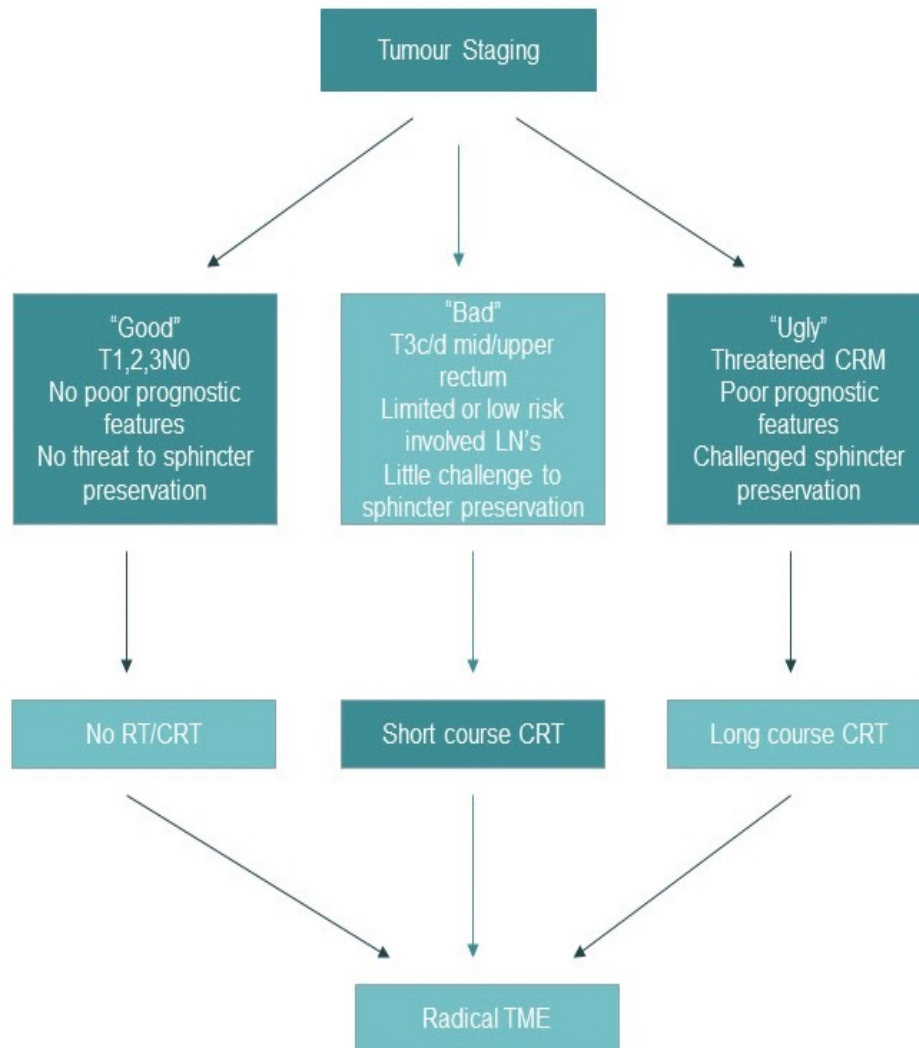 Tumour Staging
“Good”
T1,2,3N0
No poor prognostic
features
No threat to sphincter
preservation
“Bad”
T3c/d mid/upper
rectum
Limited or low risk
involved LN’s
Little challenge to
sphincter preservation
“Ugly”
Threatened CRM
Poor prognostic
features
Challenged sphincter
preservation
No RT/CRT
Short course CRT
Long course CRT
Radical TME